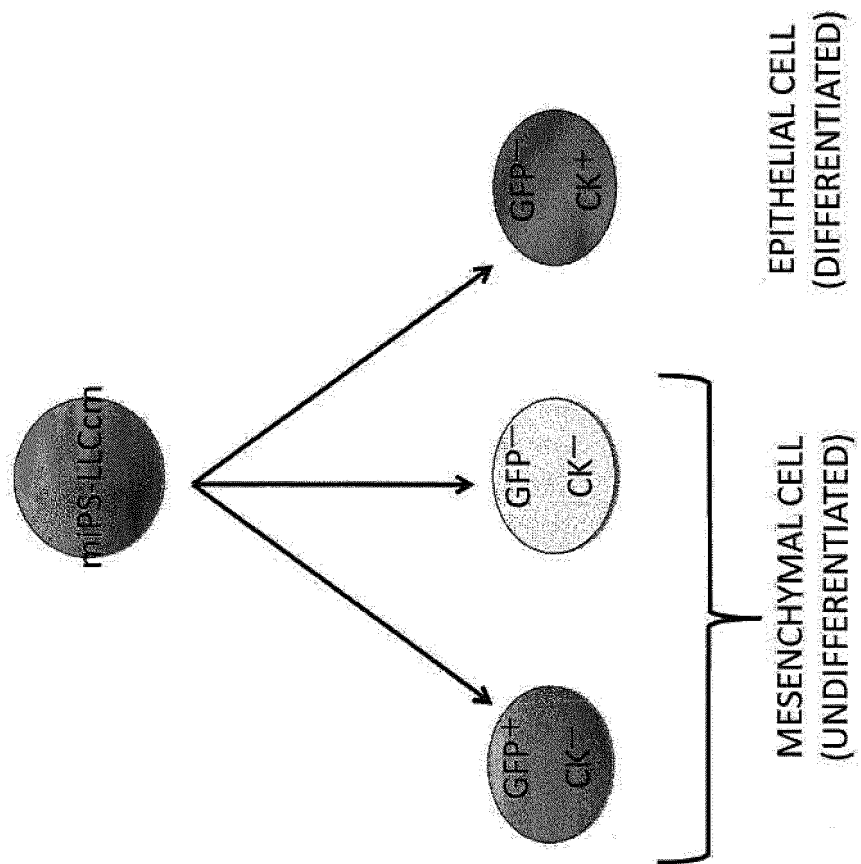 miPS-LLCcm
GFP+
CK−
GFP−
CK−
GFP−
CK+
MESENCHYMAL CELL
(UNDIFFERENTIATED)
EPITHELIAL CELL
(DIFFERENTIATED)